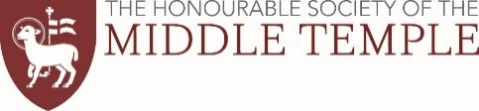 THE HONOURABLE SOCIETY OF THE
MIDDLE TEMPLE